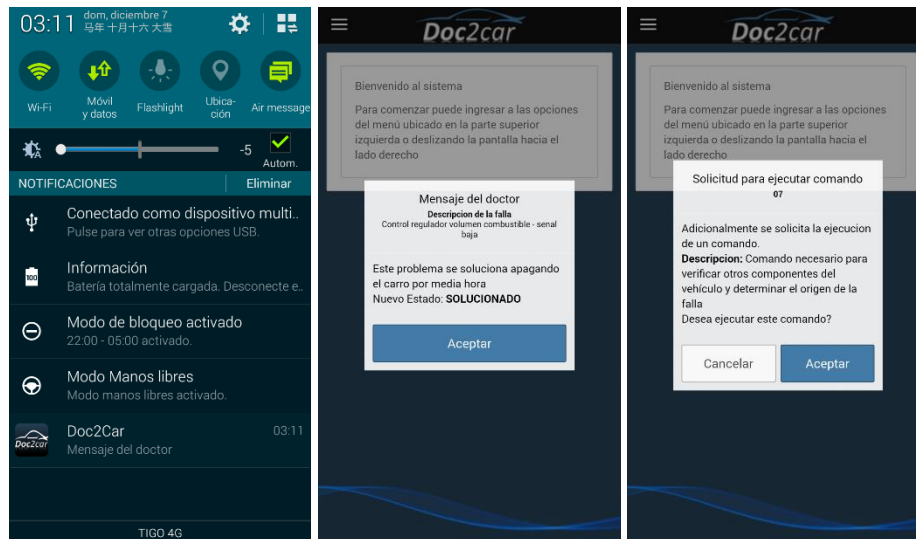 03:11
dom, diciembre 7
马年 十月十六 大雪
Wi-Fi
Móvil
y datos
Flashlight
Ubica-
ción
Air message
-5
Autom.
NOTIFICACIONES
Eliminar
Conectado como dispositivo multi..
Pulse para ver otras opciones USB.
100
Información
Batería totalmente cargada. Desconecte e..
Modo de bloqueo activado
22:00 - 05:00 activado.
Modo Manos libres
Modo manos libres activado.
Doc2car
Doc2Car
03:11
Mensaje del doctor
TIGO 4G
Doc2car
Bienvenido al sistema
Para comenzar puede ingresar a las opciones
del menú ubicado en la parte superior
izquierda o deslizando la pantalla hacia el
lado derecho
Mensaje del doctor
Descripcion de la falla
Control regulador volumen combustible - senal
baja
Este problema se soluciona apagando
el carro por media hora
Nuevo Estado: SOLUCIONADO
Aceptar
Doc2car
Bienvenido al sistema
Para comenzar puede ingresar a las opciones
del menú ubicado en la parte superior
izquierda o deslizando la pantalla hacia el
lado derecho
Solicitud para ejecutar comando
07
Adicionalmente se solicita la ejecucion
de un comando.
Descripcion: Comando necesario para
verificar otros componentes del
vehículo y determinar el origen de la
falla
Desea ejecutar este comando?
Cancelar
Aceptar